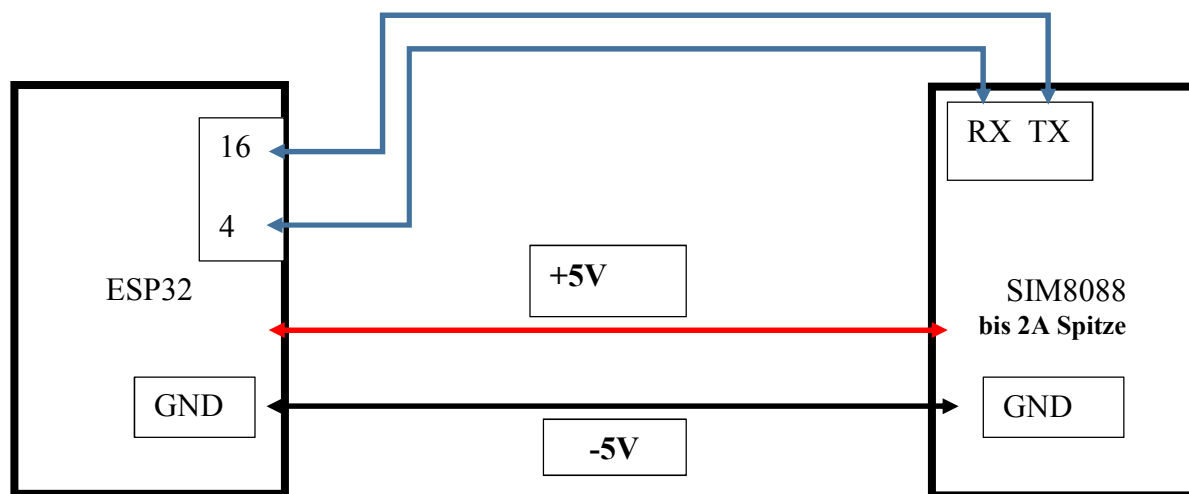 16
RX TX
4
+5V
ESP32
SIM8088
bis 2A Spitze
GND
GND
-5V